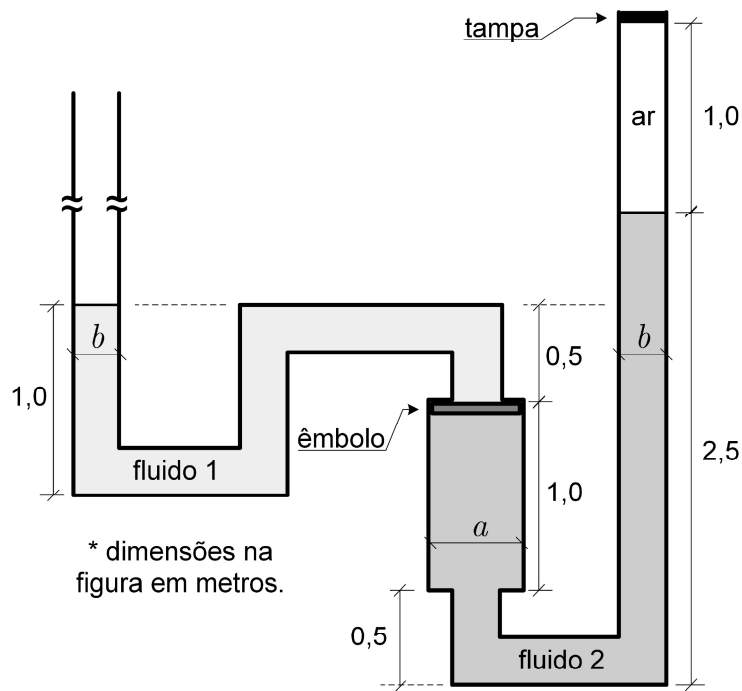 tampa
ar
1,0
b
1,0
0,5
b
êmbolo
2,5
fluido 1
1,0
a
* dimensões na
figura em metros.
0,5
fluido 2